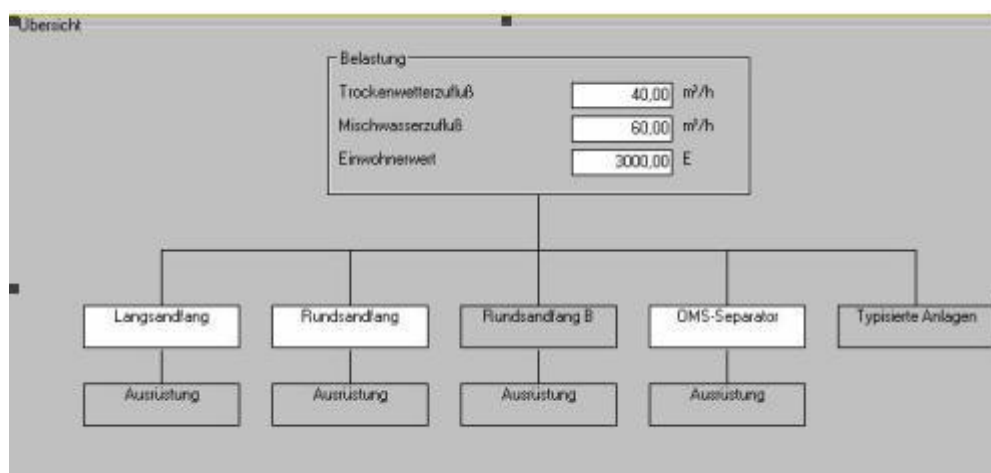 Übersicht
Belastung
Trockenwetterzufluß 40,00 m³/h
Mischwasserzufluß 60,00 m³/h
Einwohnerwert 3000,00 E
Langsandfang Rundsandfang Rundsandfang B OMS-Separator Typisierte Anlagen
Ausrüstung Ausrüstung Ausrüstung Ausrüstung